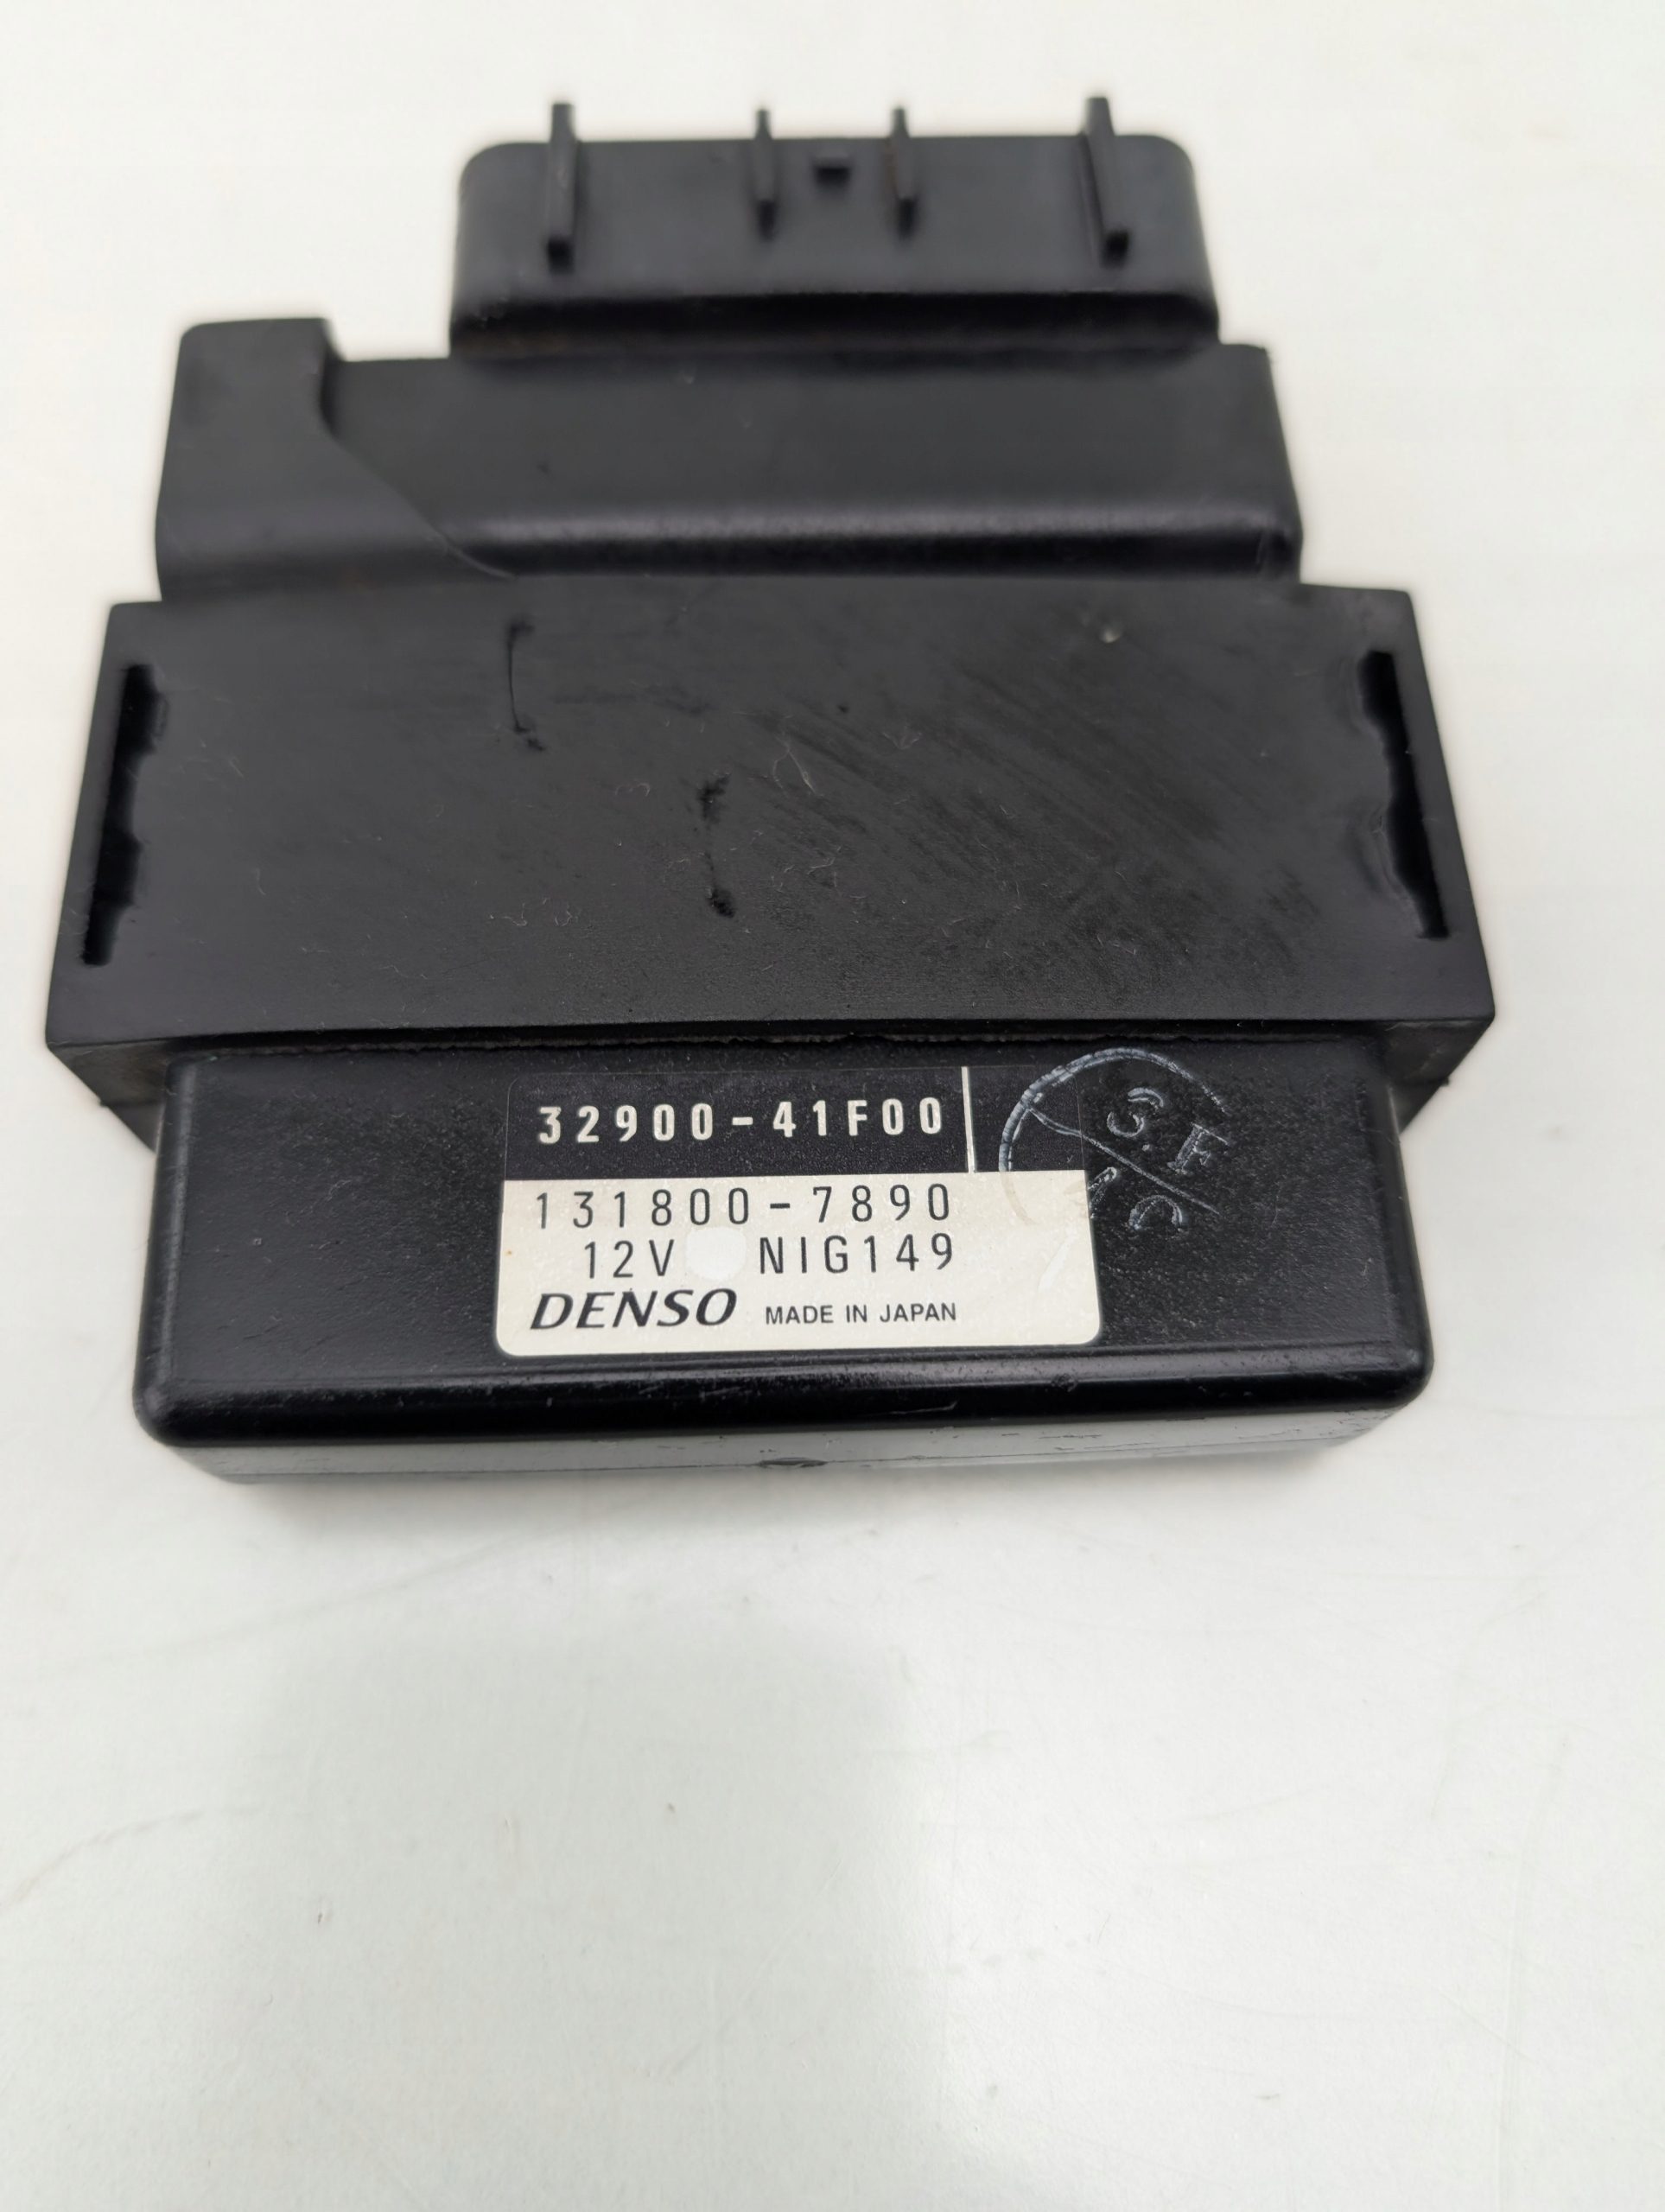 32900-41F00
131800-7890
12V NIG149
DENSO MADE IN JAPAN